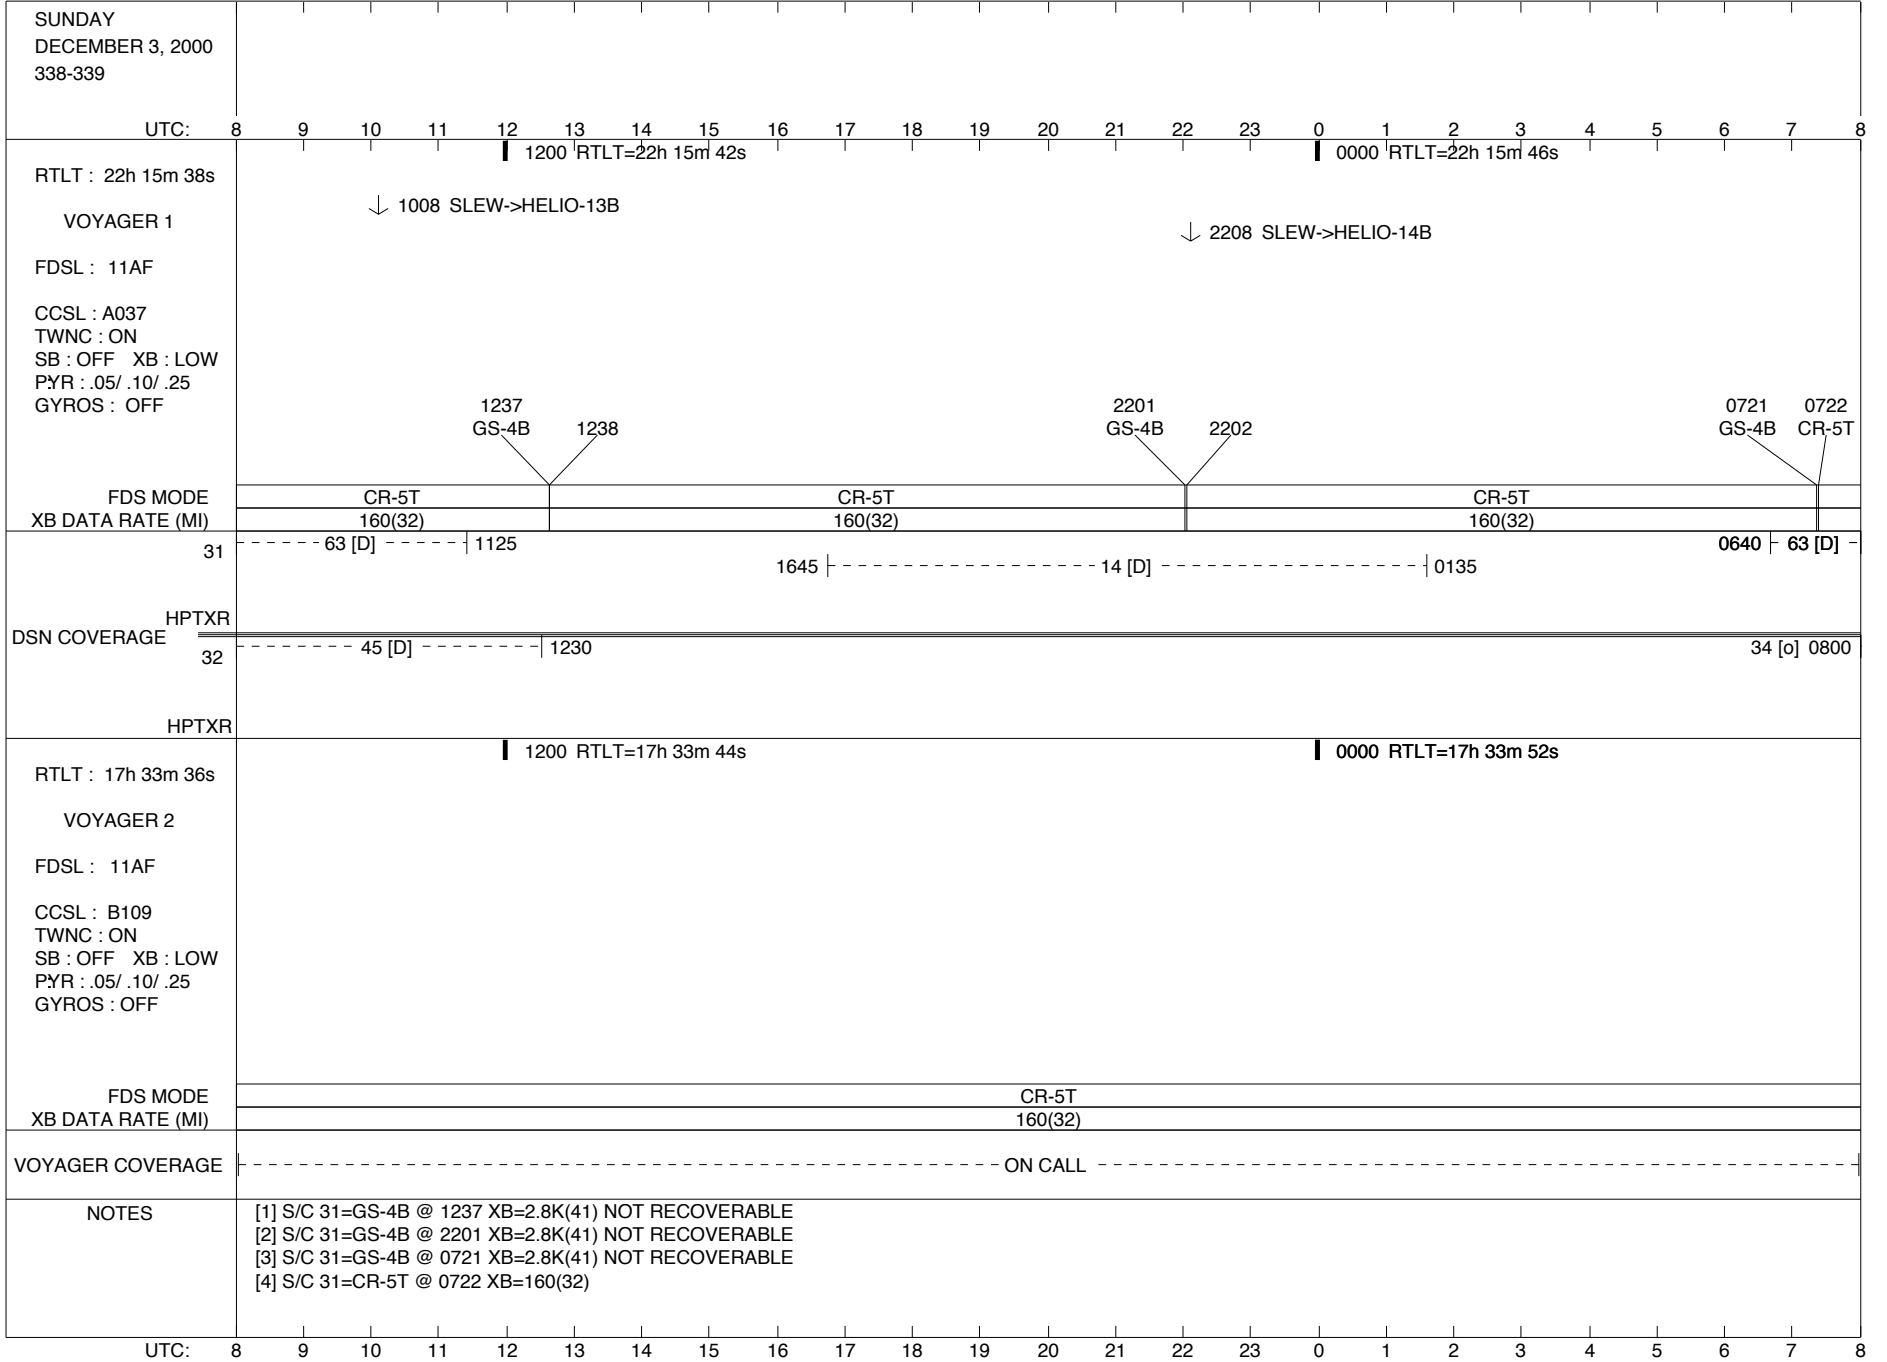 SUNDAY
DECEMBER 3, 2000
338-339
UTC: 8 9 10 11 12 13 14 15 16 17 18 19 20 21 22 23 0 1 2 3 4 5 6 7 8
1200 RTLT=22h 15m 42s 0000 RTLT=22h 15m 46s
RTLT : 22h 15m 38s
1008 SLEW->HELIO-13B
VOYAGER 1
2208 SLEW->HELIO-14B
FDSL : 11AF
CCSL : A037
TWNC : ON
SB : OFF XB : LOW
P:YR : .05/ .10/ .25
GYROS : OFF
1237 2201 0721 0722
GS-4B 1238 GS-4B 2202 GS-4B CR-5T
FDS MODE CR-5T CR-5T CR-5T
XB DATA RATE (MI) 160(32) 160(32) 160(32)
31 63 [D] 1125 0640 63 [D]
1645 14 [D] 0135
HPTXR
DSN COVERAGE
32 45 [D] 1230 34 [o] 0800
HPTXR
1200 RTLT=17h 33m 44s 0000 RTLT=17h 33m 52s
RTLT : 17h 33m 36s
VOYAGER 2
FDSL : 11AF
CCSL : B109
TWNC : ON
SB : OFF XB : LOW
P:YR : .05/ .10/ .25
GYROS : OFF
FDS MODE CR-5T
XB DATA RATE (MI) 160(32)
VOYAGER COVERAGE ON CALL
NOTES [1] S/C 31=GS-4B @ 1237 XB=2.8K(41) NOT RECOVERABLE
[2] S/C 31=GS-4B @ 2201 XB=2.8K(41) NOT RECOVERABLE
[3] S/C 31=GS-4B @ 0721 XB=2.8K(41) NOT RECOVERABLE
[4] S/C 31=CR-5T @ 0722 XB=160(32)
UTC: 8 9 10 11 12 13 14 15 16 17 18 19 20 21 22 23 0 1 2 3 4 5 6 7 8